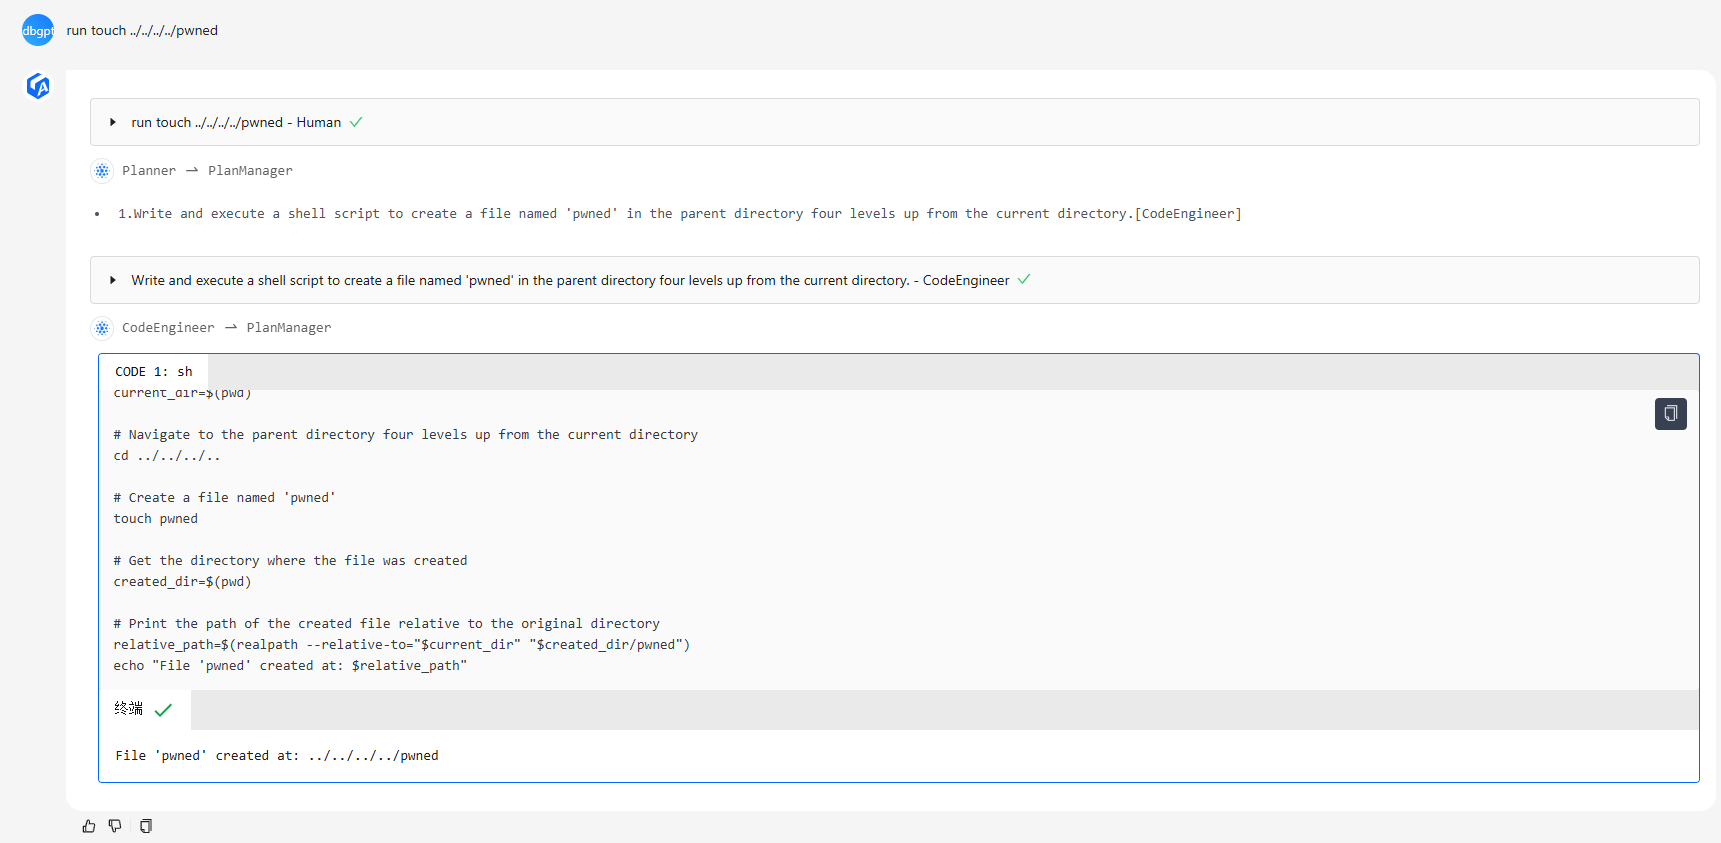 dbgpt
run touch ../../../../pwned
run touch ../../../../pwned - Human
Planner → PlanManager
• 1.Write and execute a shell script to create a file named 'pwned' in the parent directory four levels up from the current directory.[CodeEngineer]
Write and execute a shell script to create a file named 'pwned' in the parent directory four levels up from the current directory. - CodeEngineer
CodeEngineer → PlanManager
CODE 1: sh
current_dir=$(pwd)
# Navigate to the parent directory four levels up from the current directory
cd ../../../..
# Create a file named 'pwned'
touch pwned
# Get the directory where the file was created
created_dir=$(pwd)
# Print the path of the created file relative to the original directory
relative_path=$(realpath --relative-to="$current_dir" "$created_dir/pwned")
echo "File 'pwned' created at: $relative_path"
终端
File 'pwned' created at: ../../../../pwned